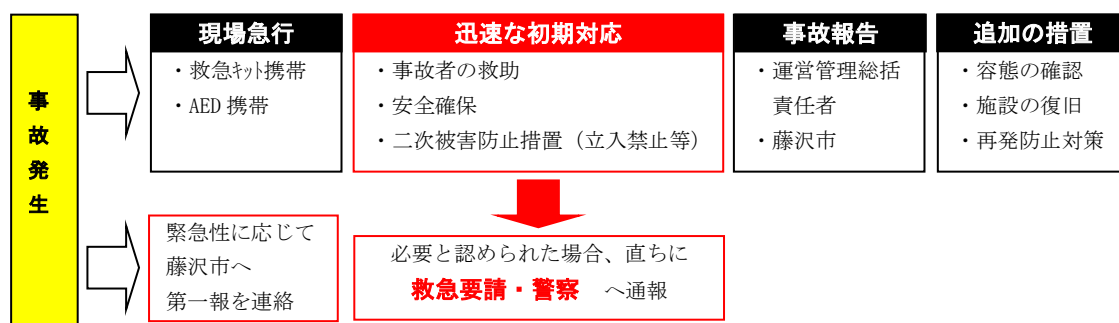 事故発生
現場急行
・救急ｷｯﾄ携帯
・AED 携帯
迅速な初期対応
・事故者の救助
・安全確保
・二次被害防止措置（立入禁止等）
事故報告
・運営管理総括
責任者
・藤沢市
追加の措置
・容態の確認
・施設の復旧
・再発防止対策
緊急性に応じて
藤沢市へ
第一報を連絡
必要と認められた場合、直ちに
救急要請・警察　へ通報